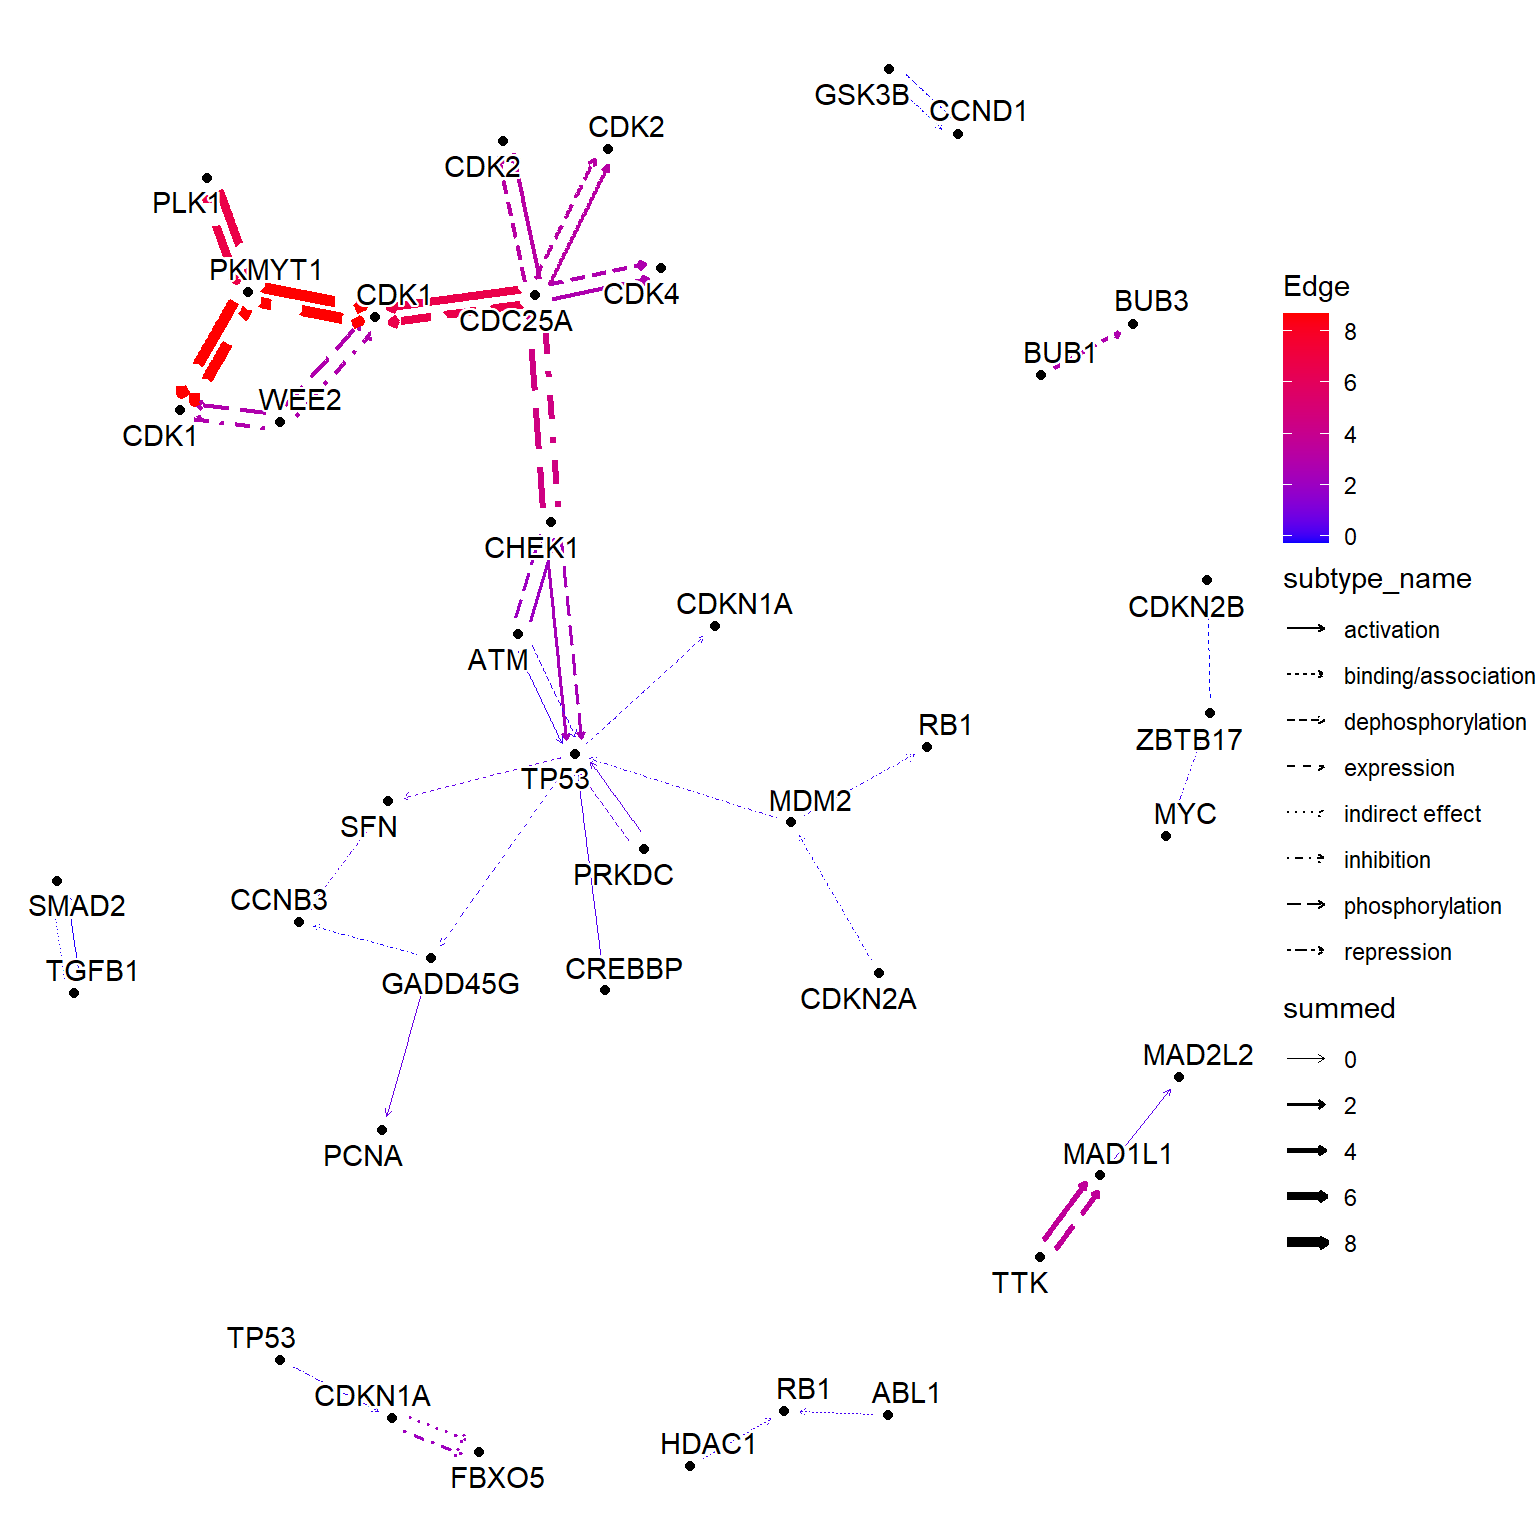 GSK3B
CCND1
CDK2
CDK2
PLK1
PKMYT1
CDK1
CDC25A
CDK4
BUB3
BUB1
WEE2
CDK1
CHEK1
ATM
CDKN1A
CDKN2B
ZBTB17
MYC
RB1
MDM2
TP53
SFN
PRKDC
CCNB3
SMAD2
TGFB1
GADD45G
CREBBP
CDKN2A
PCNA
MAD2L2
MAD1L1
TTK
TP53
CDKN1A
FBXO5
RB1
ABL1
HDAC1
Edge
8
6
4
2
0
subtype_name
activation
binding/association
dephosphorylation
expression
indirect effect
inhibition
phosphorylation
repression
summed
0
2
4
6
8